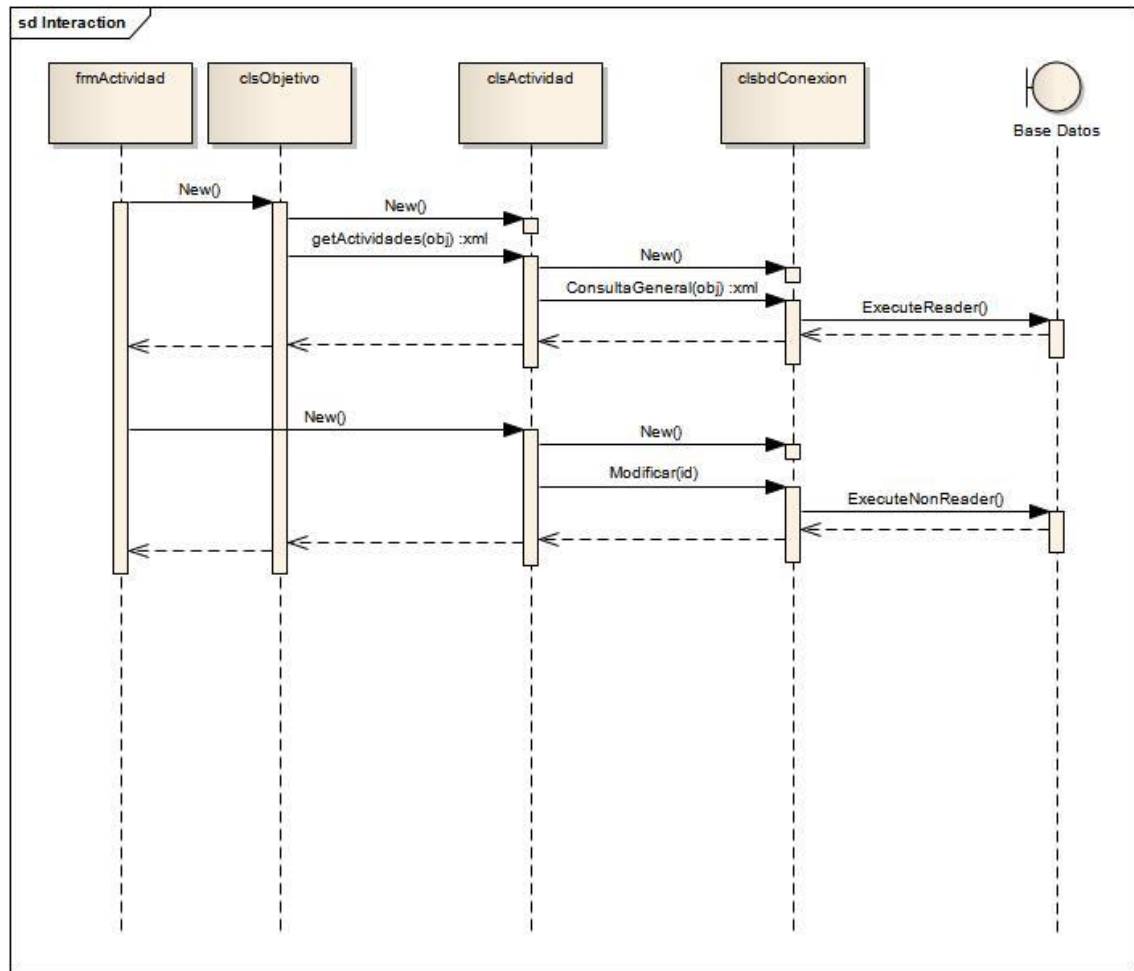 sd Interaction
frmActividad
clsObjetivo
clsActividad
clsbdConexion
Base Datos
New()
New()
getActividades(obj) :xml
New()
ConsultaGeneral(obj) :xml
ExecuteReader()
New()
New()
Modificar(id)
ExecuteNonReader()